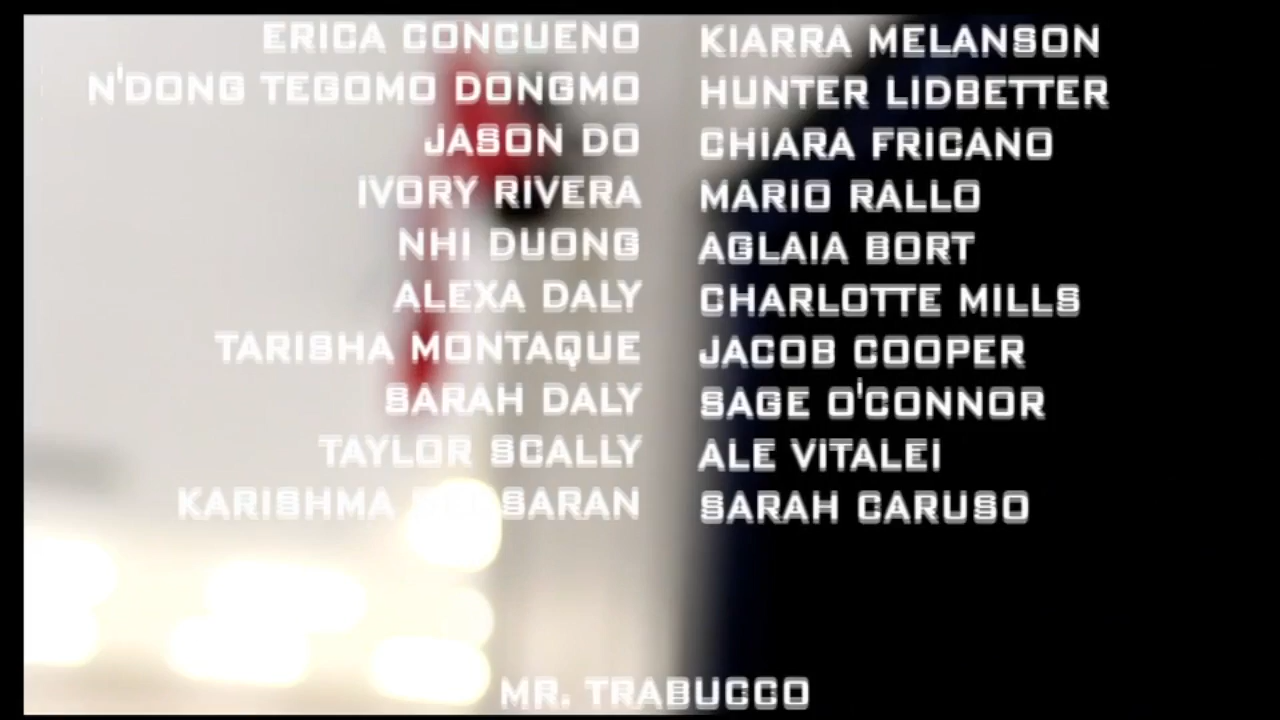 ERICA CONCUENO
N'DONG TEGOMO DONGMO
JASON DO
IVORY RIVERA
NHI DUONG
ALEXA DALY
TARISHA MONTAQUE
SARAH DALY
TAYLOR SCALLY
KARISHMA
KIARRA MELANSON
HUNTER LIDBETTER
CHIARA FRICANO
MARIO RALLO
AGLAIA BORT
CHARLOTTE MILLS
JACOB COOPER
SAGE O'CONNOR
ALE VITALEI
SARAH CARUSO
MR. TRABUCCO